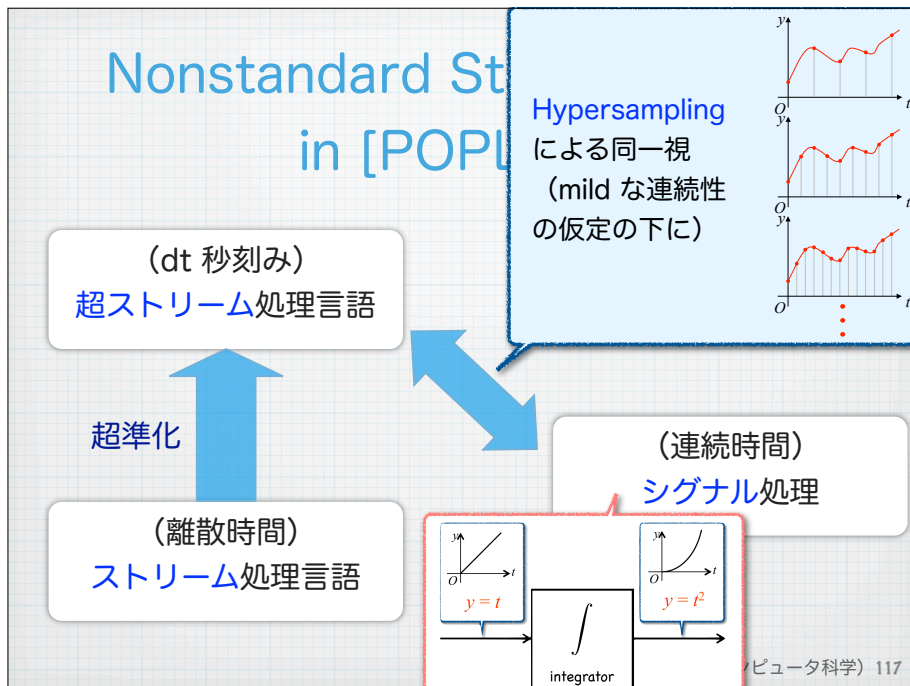 Nonstandard St
in [POPL
Hypersampling
による同一視
（mild な連続性
の仮定の下に）
y
O
t
y
O
t
y
O
t
（dt 秒刻み）
超ストリーム処理言語
超準化
（連続時間）
シグナル処理
（離散時間）
ストリーム処理言語
y
O
t
y = t
y
O
t
y = t²
∫
integrator
ピュータ科学）117